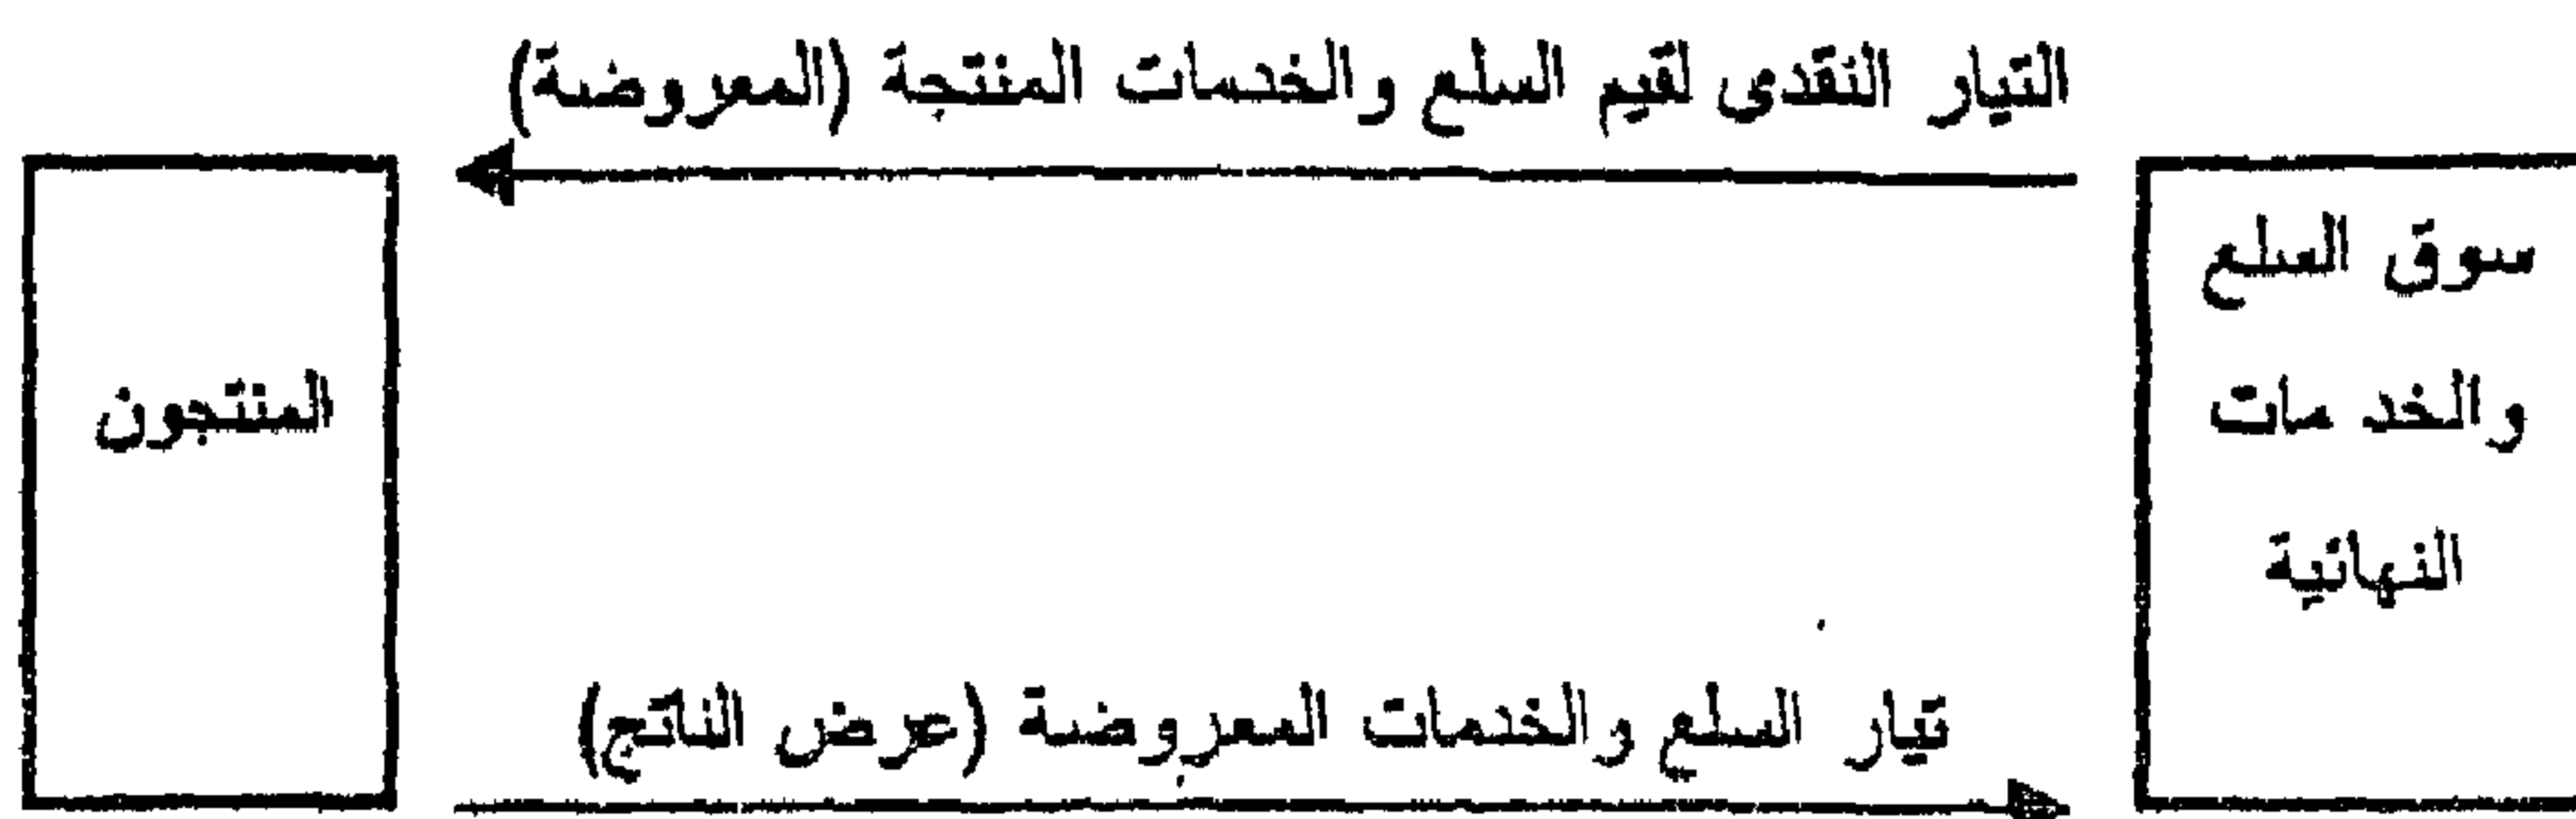 التيار النقدى لقيم السلع والخدمات المنتجة (المعروضة)
سوق السلع
والخد مات
النهائية
المنتجون
تيار السلع والخدمات المعروضة (عرض الناتج)